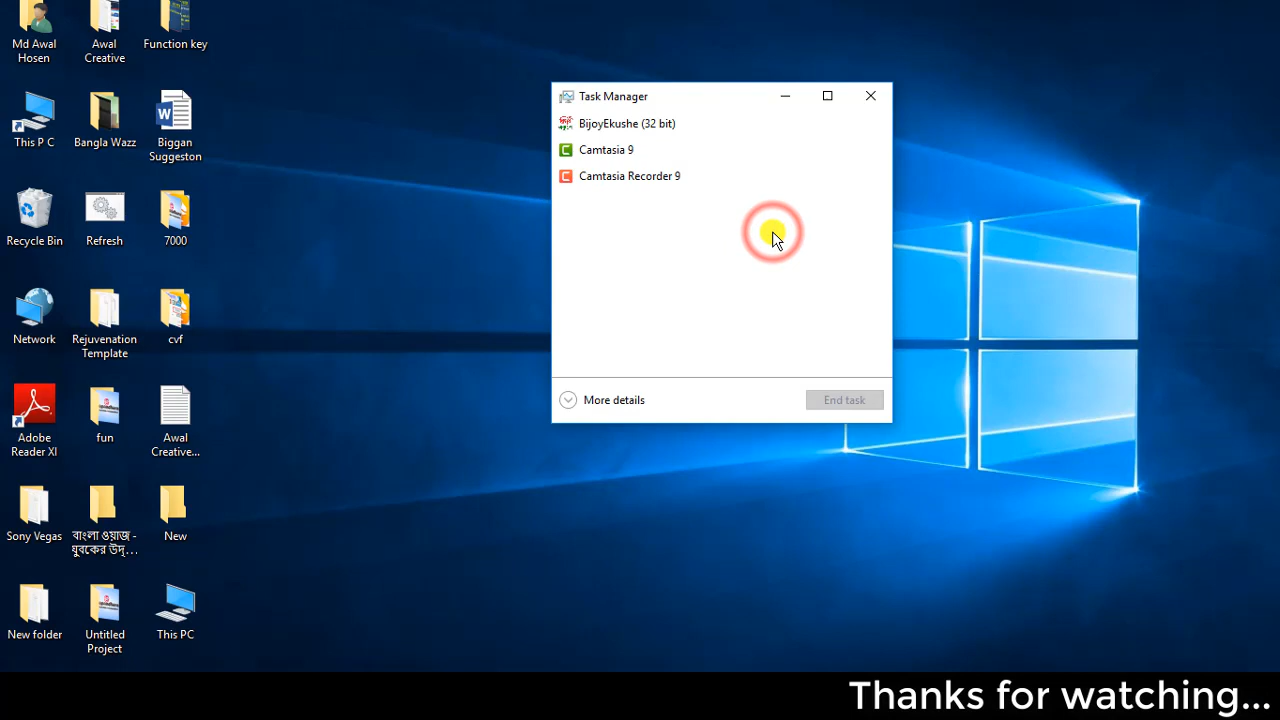 Md Awal
Hosen
Awal
Creative
Function key
This P C
Bangla Wazz
Biggan
Suggeston
Recycle Bin
Refresh
7000
Network
Rejuvenation
Template
cvf
Adobe
Reader XI
fun
Awal
Creative...
Sony Vegas
বাংলা ওয়াজ -
যুবকের উদ্...
New
New folder
Untitled
Project
This PC
Task Manager
BijoyEkushe (32 bit)
Camtasia 9
Camtasia Recorder 9
More details
End task
Thanks for watching...